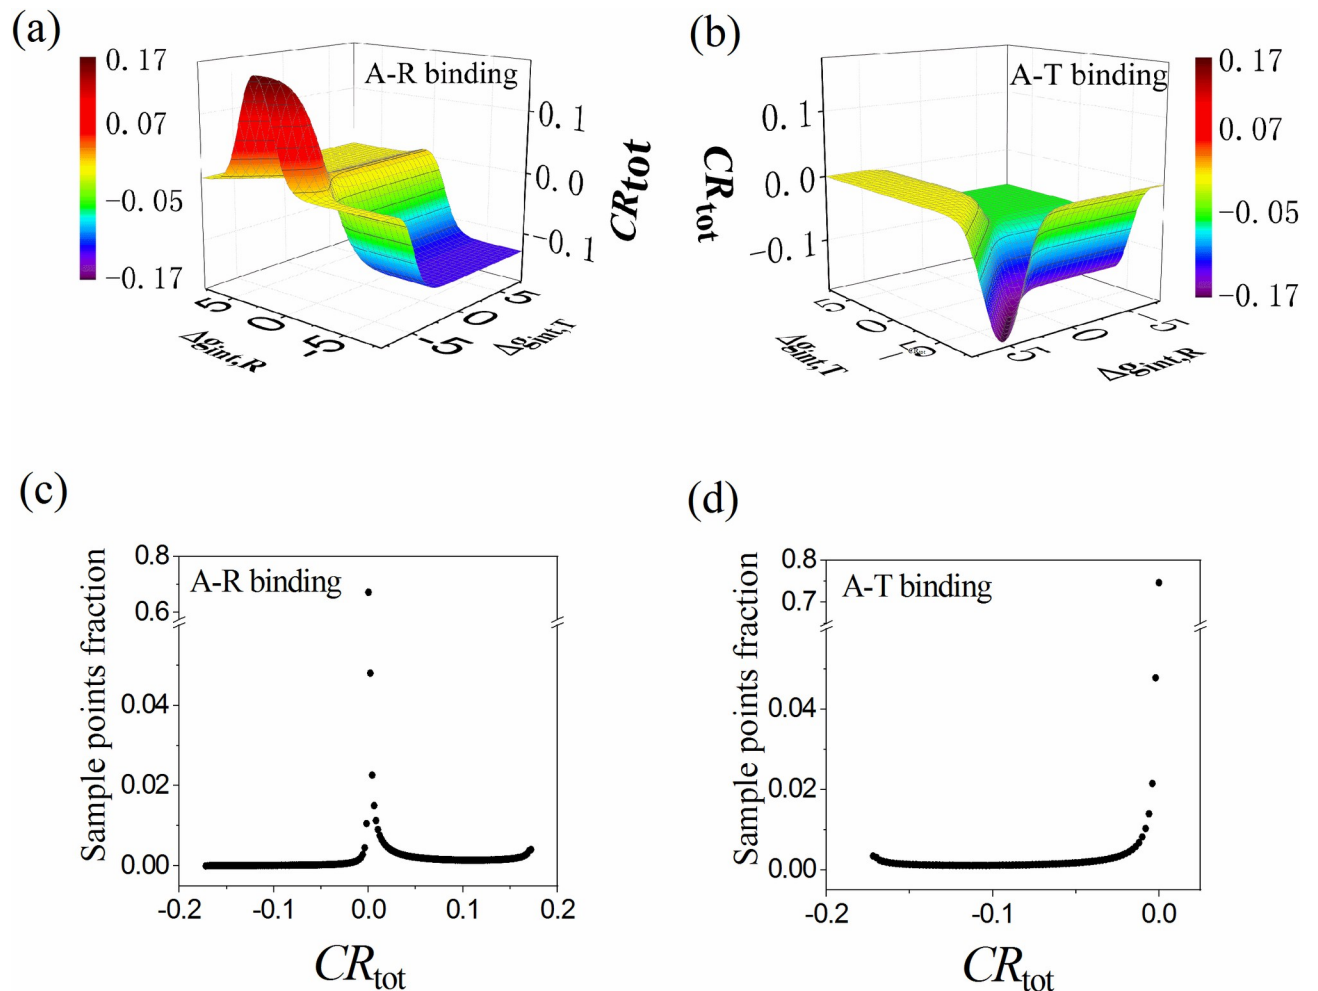 (a)
0.17
0.07
-0.05
-0.17
A-R binding
0.1
0.0
-0.1
CRtot
5
0
-5
Δgint,R
-5
0
5
Δgint,T
(b)
A-T binding
0.1
0.0
-0.1
CRtot
5
0
Δgint,T
5
0
-5
Δgint,R
0.17
0.07
-0.05
-0.17
(c)
A-R binding
Sample points fraction
0.8
0.6
0.04
0.02
0.00
-0.2
-0.1
0.0
0.1
0.2
CRtot
(d)
A-T binding
Sample points fraction
0.8
0.7
0.04
0.02
0.00
-0.2
-0.1
0.0
CRtot